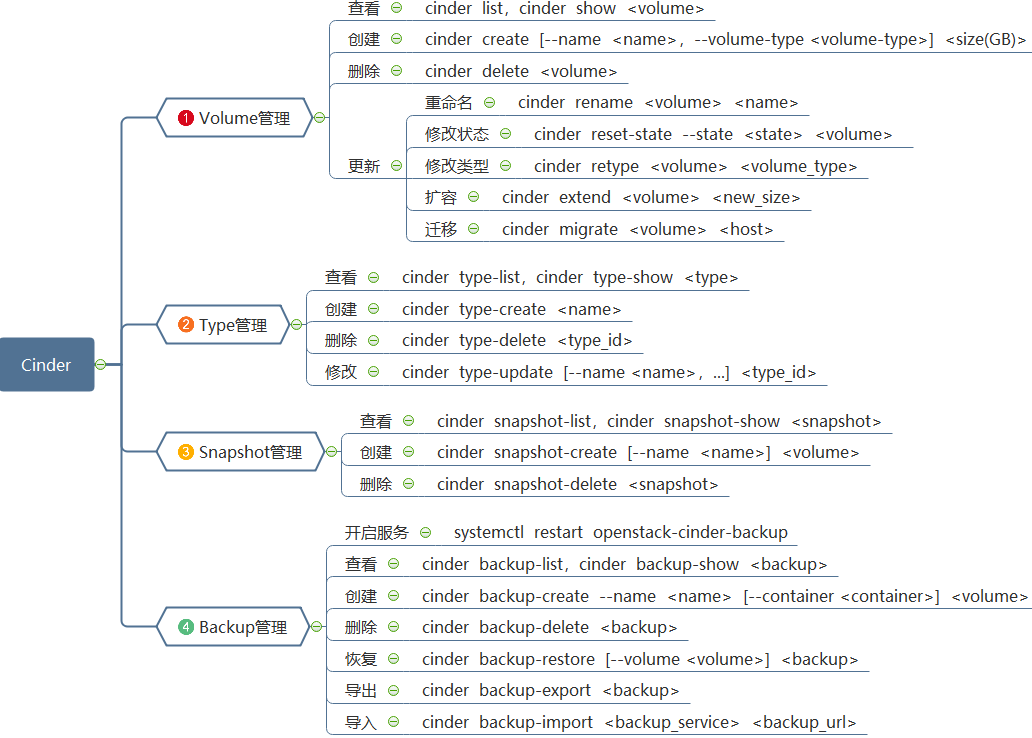 Cinder
1 Volume管理
查看 cinder list，cinder show <volume>
创建 cinder create [--name <name>，--volume-type <volume-type>] <size(GB)>
删除 cinder delete <volume>
更新
重命名 cinder rename <volume> <name>
修改状态 cinder reset-state --state <state> <volume>
修改类型 cinder retype <volume> <volume_type>
扩容 cinder extend <volume> <new_size>
迁移 cinder migrate <volume> <host>
2 Type管理
查看 cinder type-list，cinder type-show <type>
创建 cinder type-create <name>
删除 cinder type-delete <type_id>
修改 cinder type-update [--name <name>，...] <type_id>
3 Snapshot管理
查看 cinder snapshot-list，cinder snapshot-show <snapshot>
创建 cinder snapshot-create [--name <name>] <volume>
删除 cinder snapshot-delete <snapshot>
4 Backup管理
开启服务 systemctl restart openstack-cinder-backup
查看 cinder backup-list，cinder backup-show <backup>
创建 cinder backup-create --name <name> [--container <container>] <volume>
删除 cinder backup-delete <backup>
恢复 cinder backup-restore [--volume <volume>] <backup>
导出 cinder backup-export <backup>
导入 cinder backup-import <backup_service> <backup_url>